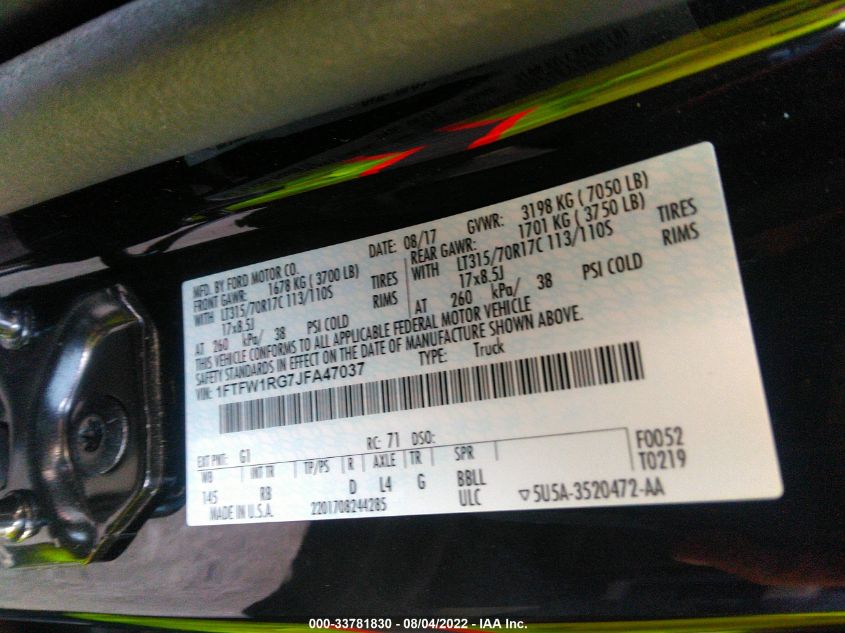 MFD. BY FORD MOTOR CO.
DATE: 08/17 GVWR: 3198 KG ( 7050 LB)
FRONT GAWR: 1678 KG ( 3700 LB)
REAR GAWR: 1701 KG ( 3750 LB)
WITH LT315/70R17C 113/110S TIRES
WITH LT315/70R17C 113/110S TIRES
17x8.5J RIMS
17x8.5J RIMS
AT 260 kPa/ 38 PSI COLD
AT 260 kPa/ 38 PSI COLD
THIS VEHICLE CONFORMS TO ALL APPLICABLE FEDERAL MOTOR VEHICLE
SAFETY STANDARDS IN EFFECT ON THE DATE OF MANUFACTURE SHOWN ABOVE.
VIN: 1FTFW1RG7JFA47037 TYPE: Truck
EXT PNT: G1 RC: 71 DSO: F0052
WB INT TR TP/PS R AXLE TR SPR T0219
145 RB D L4 G BBLL
MADE IN U.S.A. 2201708244285 ULC ▽5U5A-3520472-AA
000-33781830 - 08/04/2022 - IAA Inc.